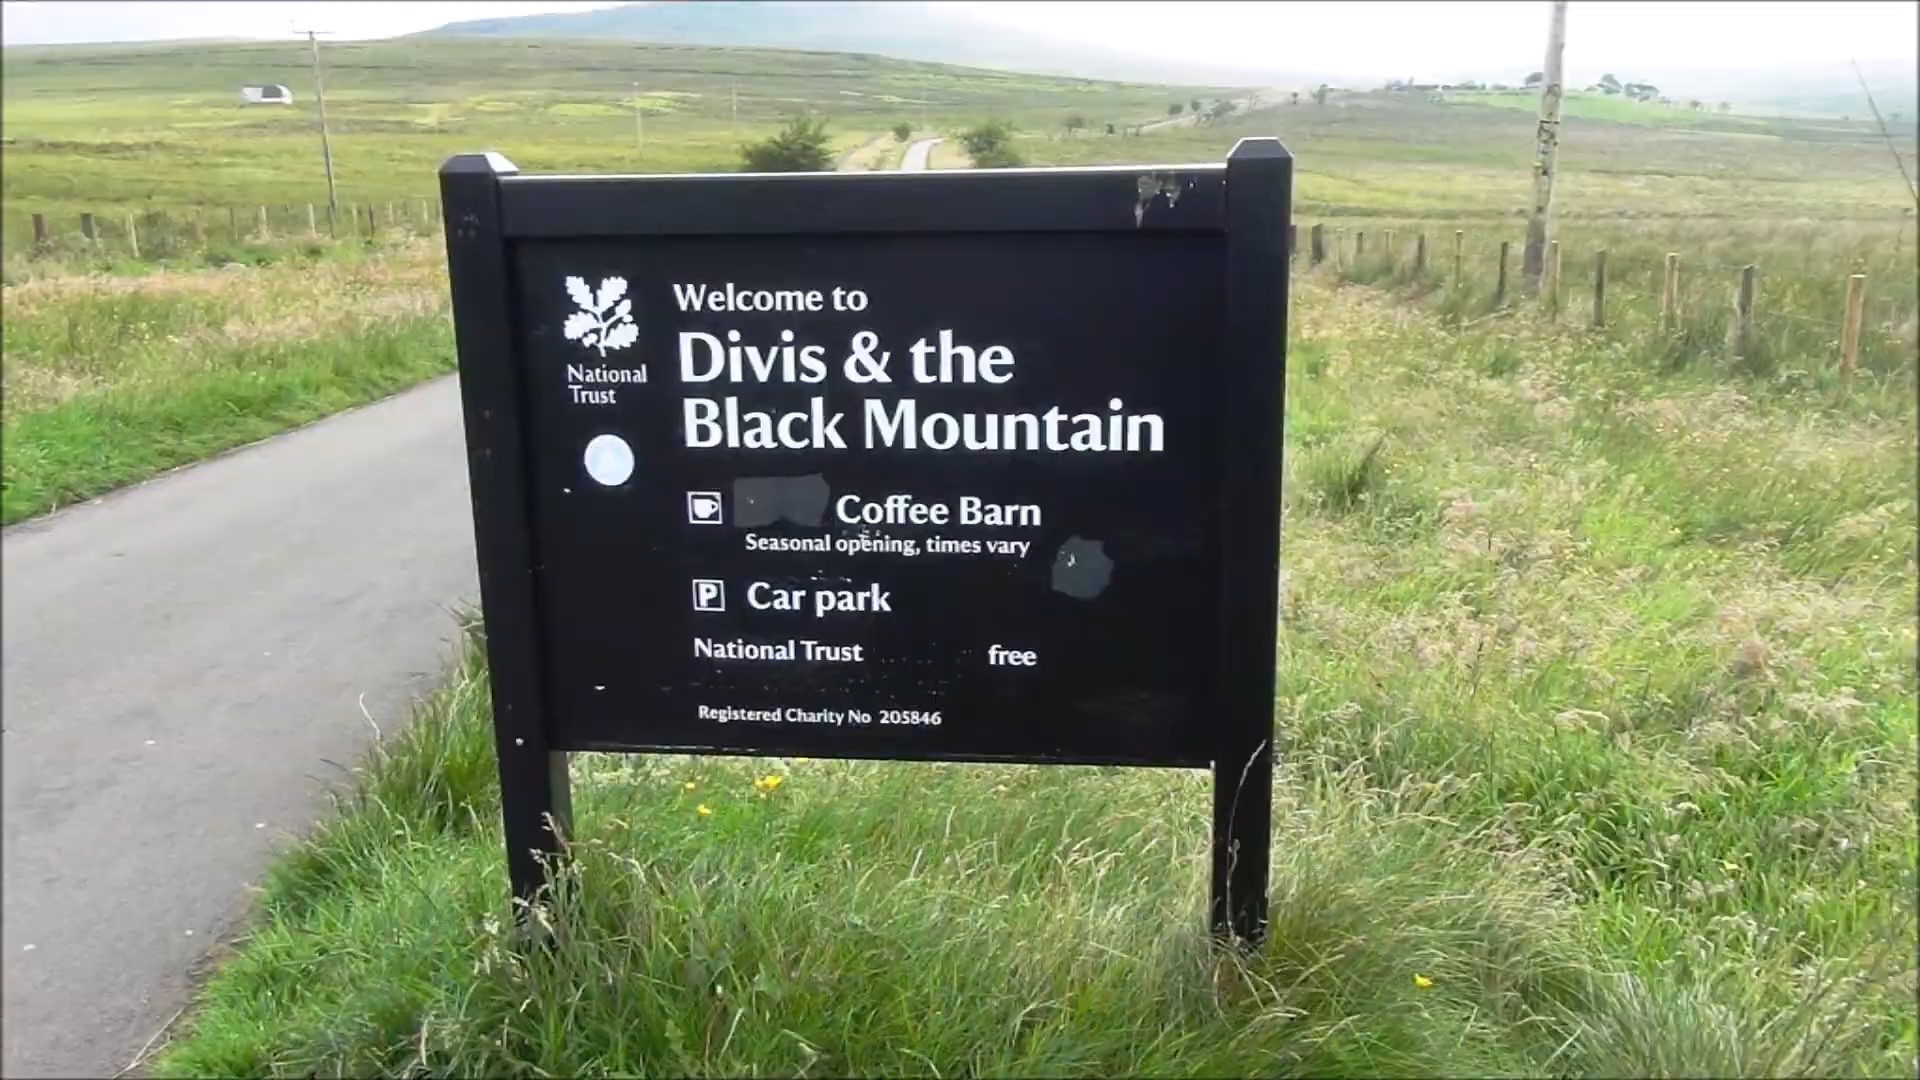 Welcome to
Divis & the
Black Mountain
National
Trust
Coffee Barn
Seasonal opening, times vary
P Car park
National Trust free
Registered Charity No 205846